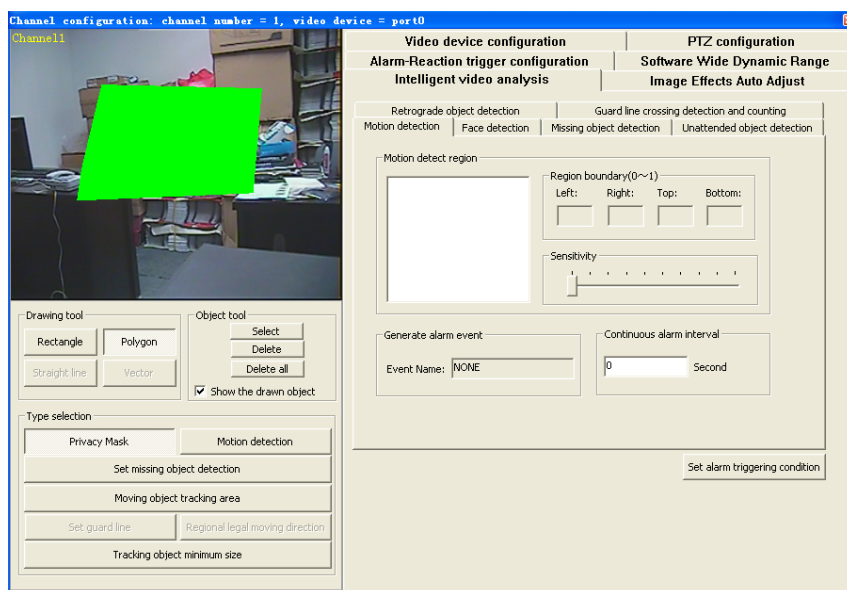 Channel configuration: channel number = 1, video device = port0
Channel1
Video device configuration
PTZ configuration
Alarm-Reaction trigger configuration
Software Wide Dynamic Range
Intelligent video analysis
Image Effects Auto Adjust
Retrograde object detection
Guard line crossing detection and counting
Motion detection
Face detection
Missing object detection
Unattended object detection
Motion detect region
Region boundary(0～1)
Left:
Right:
Top:
Bottom:
Sensitivity
Generate alarm event
Event Name:
NONE
Continuous alarm interval
0
Second
Set alarm triggering condition
Drawing tool
Rectangle
Polygon
Straight line
Vector
Object tool
Select
Delete
Delete all
Show the drawn object
Type selection
Privacy Mask
Motion detection
Set missing object detection
Moving object tracking area
Set guard line
Regional legal moving direction
Tracking object minimum size